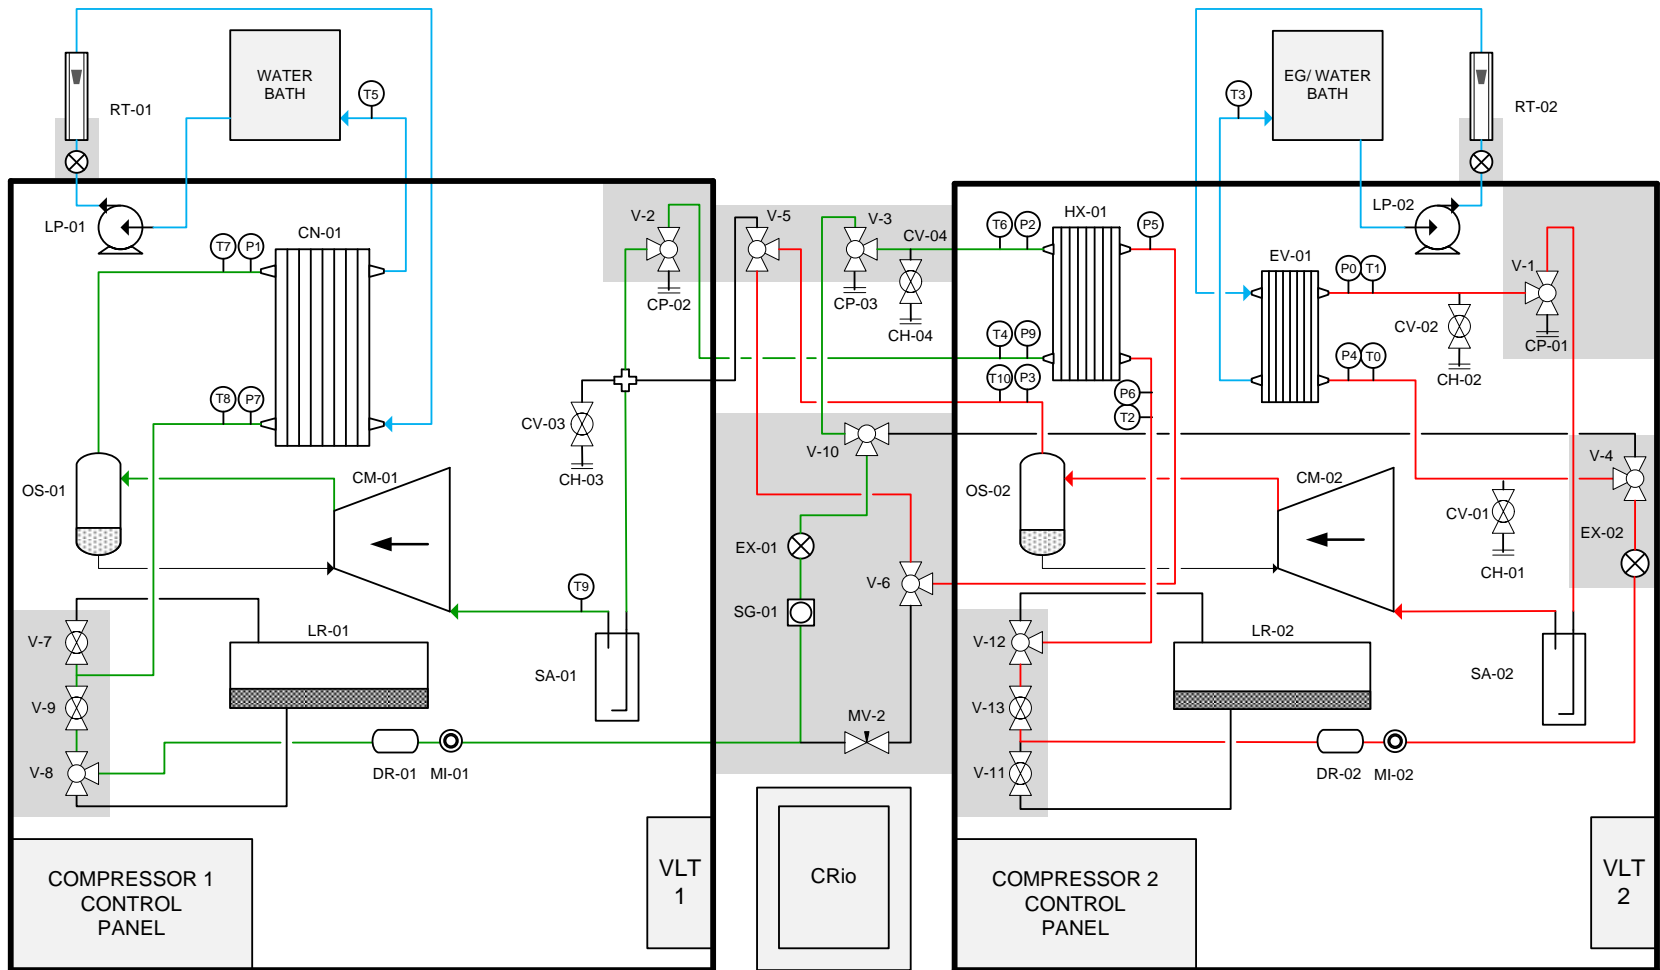 WATER
BATH
T5
RT-01
T3
EG/ WATER
BATH
RT-02
LP-01
CN-01
T7
P1
V-2
V-5
V-3
CV-04
T6
P2
HX-01
P5
LP-02
EV-01
P0
T1
V-1
CP-02
CP-03
CH-04
T4
P9
T10
P3
P6
T2
CV-02
CH-02
CP-01
P4
T0
T8
P7
CV-03
CH-03
V-10
V-4
OS-01
CM-01
OS-02
CM-02
CV-01
CH-01
EX-02
EX-01
V-6
SG-01
T9
V-7
LR-01
V-9
SA-01
MV-2
V-12
LR-02
V-13
SA-02
V-8
DR-01
MI-01
V-11
DR-02
MI-02
COMPRESSOR 1
CONTROL
PANEL
VLT
1
CRio
COMPRESSOR 2
CONTROL
PANEL
VLT
2